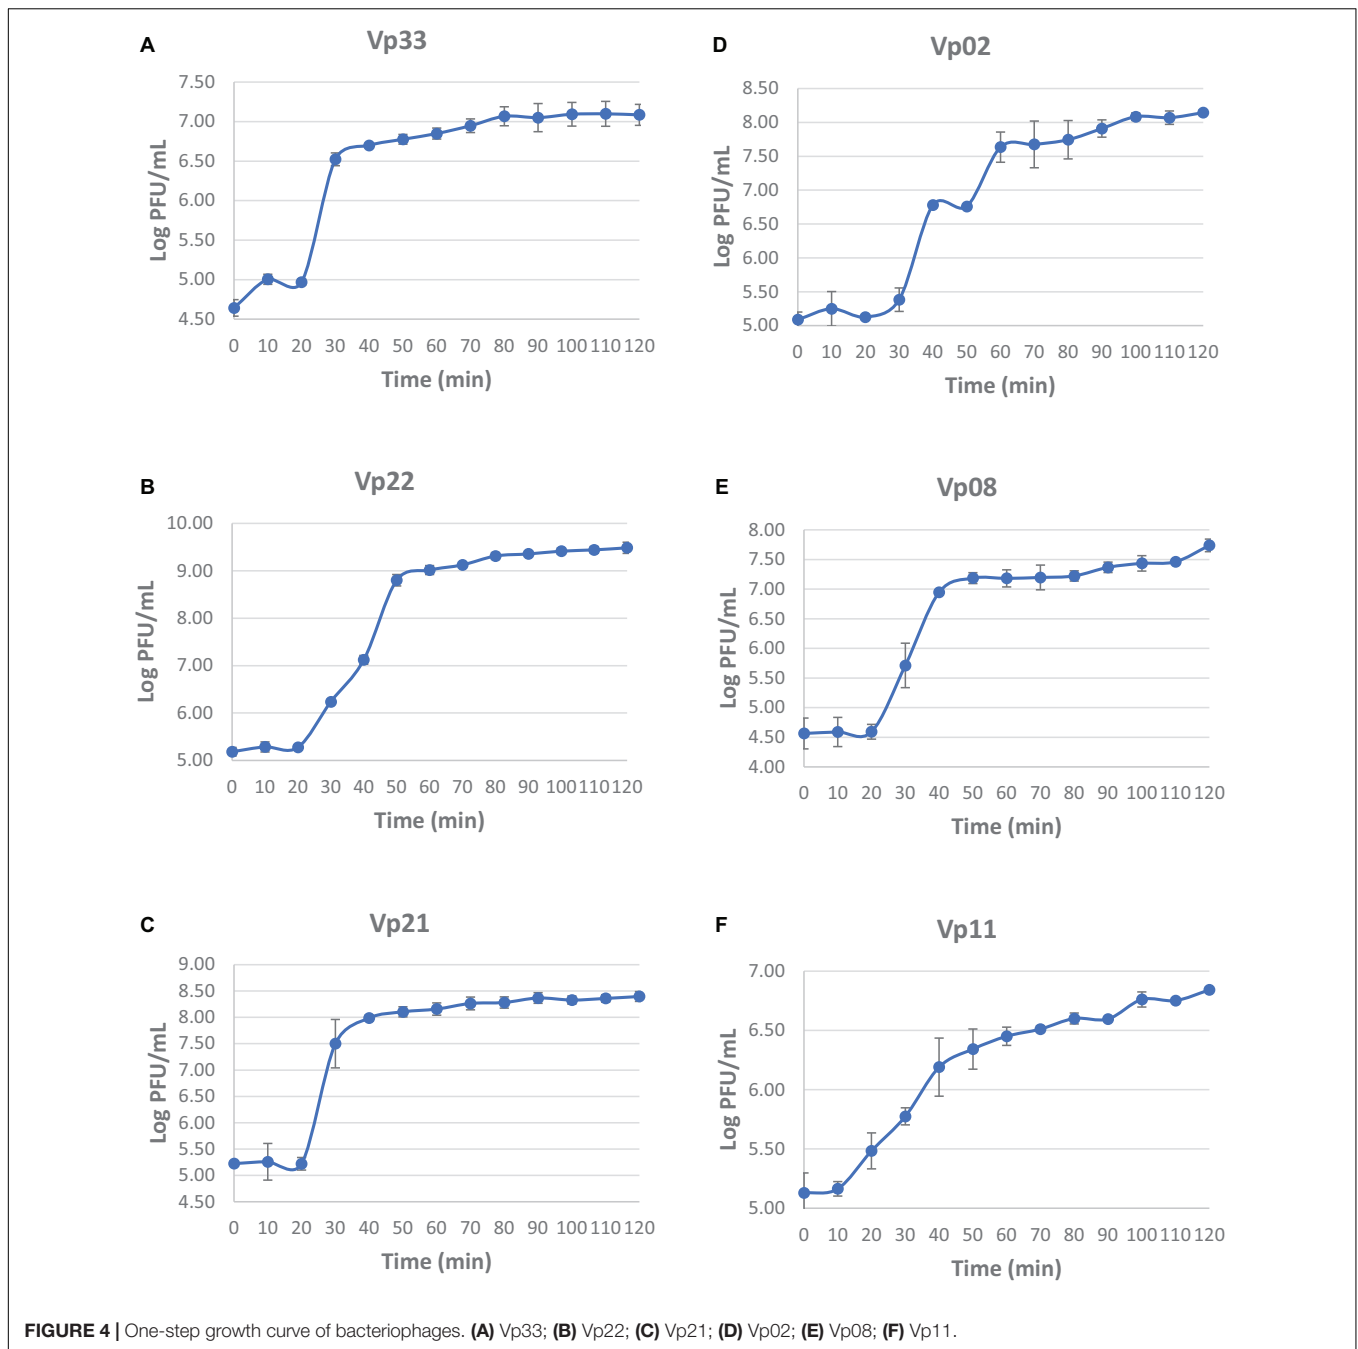 A
Vp33
7.50
7.00
6.50
6.00
5.50
5.00
4.50
Log PFU/mL
0 10 20 30 40 50 60 70 80 90 100 110 120
Time (min)
D
Vp02
8.50
8.00
7.50
7.00
6.50
6.00
5.50
5.00
Log PFU/mL
0 10 20 30 40 50 60 70 80 90 100 110 120
Time (min)
B
Vp22
10.00
9.00
8.00
7.00
6.00
5.00
Log PFU/mL
0 10 20 30 40 50 60 70 80 90 100 110 120
Time (min)
E
Vp08
8.00
7.50
7.00
6.50
6.00
5.50
5.00
4.50
4.00
Log PFU/mL
0 10 20 30 40 50 60 70 80 90 100 110 120
Time (min)
C
Vp21
9.00
8.50
8.00
7.50
7.00
6.50
6.00
5.50
5.00
4.50
Log PFU/mL
0 10 20 30 40 50 60 70 80 90 100 110 120
Time (min)
F
Vp11
7.00
6.50
6.00
5.50
5.00
Log PFU/mL
0 10 20 30 40 50 60 70 80 90 100 110 120
Time (min)
FIGURE 4 | One-step growth curve of bacteriophages. (A) Vp33; (B) Vp22; (C) Vp21; (D) Vp02; (E) Vp08; (F) Vp11.